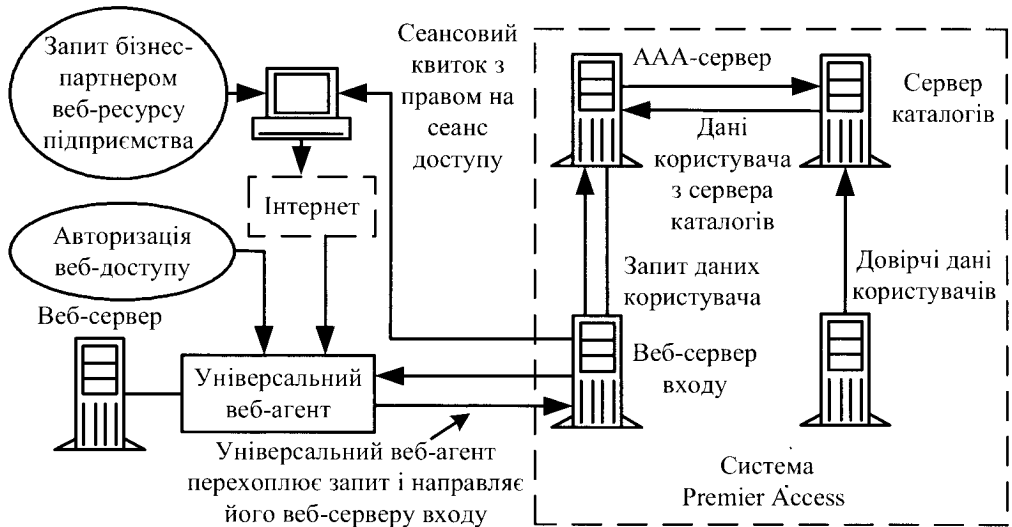 Запит бізнес-
партнером
веб-ресурсу
підприємства
Сеансовий
квиток з
правом на
сеанс
доступу
ААА-сервер
Сервер
каталогів
Дані
користувача
з сервера
каталогів
Інтернет
Авторизація
веб-доступу
Запит даних
користувача
Довірчі дані
користувачів
Веб-сервер
Універсальний
веб-агент
Веб-сервер
входу
Універсальний веб-агент
перехоплює запит і направляє
його веб-серверу входу
Система
Premier Access